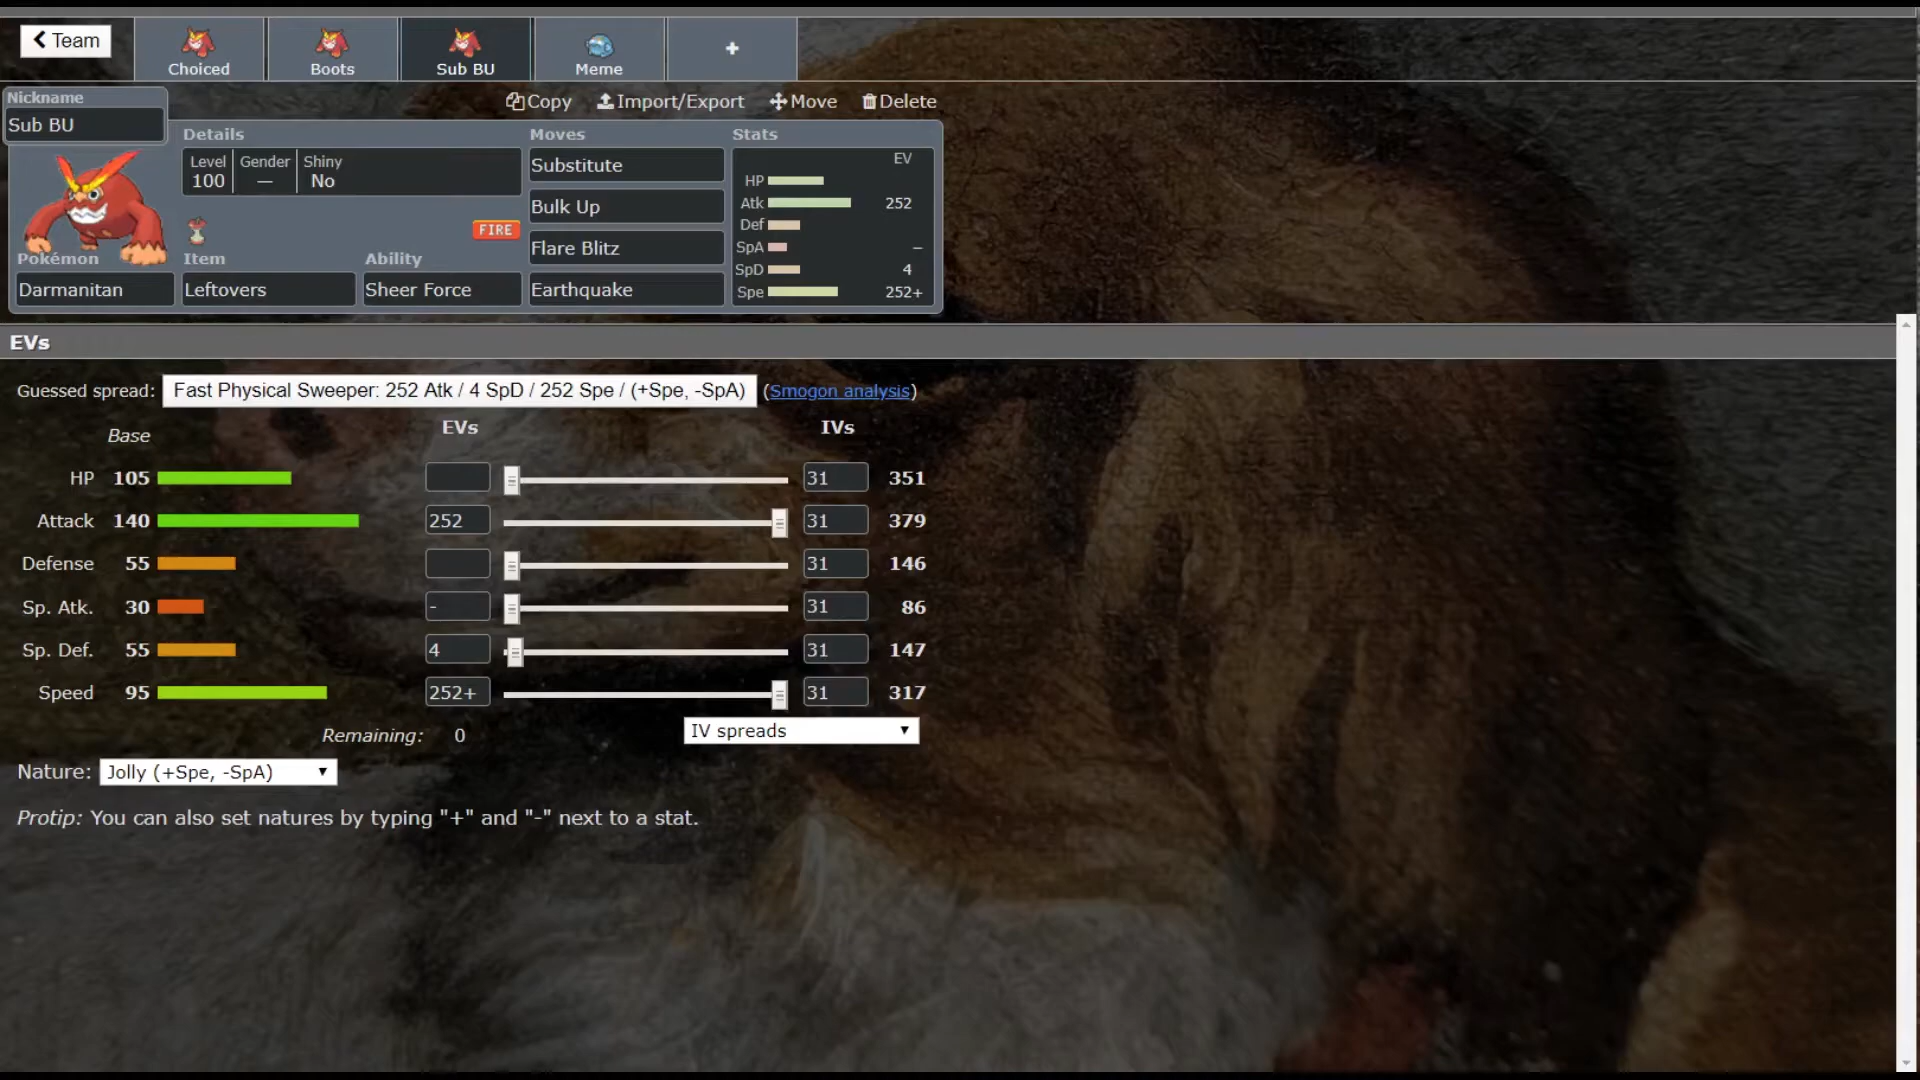 Team
Choiced
Boots
Sub BU
Meme
+
Nickname
Sub BU
Copy
Import/Export
Move
Delete
Details
Level
100
Gender
—
Shiny
No
FIRE
Pokémon
Darmanitan
Item
Leftovers
Ability
Sheer Force
Moves
Substitute
Bulk Up
Flare Blitz
Earthquake
Stats
EV
HP
Atk 252
Def
SpA –
SpD 4
Spe 252+
EVs
Guessed spread: Fast Physical Sweeper: 252 Atk / 4 SpD / 252 Spe / (+Spe, -SpA) (Smogon analysis)
Base EVs IVs
HP 105 31 351
Attack 140 252 31 379
Defense 55 31 146
Sp. Atk. 30 - 31 86
Sp. Def. 55 4 31 147
Speed 95 252+ 31 317
Remaining: 0 IV spreads
Nature: Jolly (+Spe, -SpA)
Protip: You can also set natures by typing "+" and "-" next to a stat.